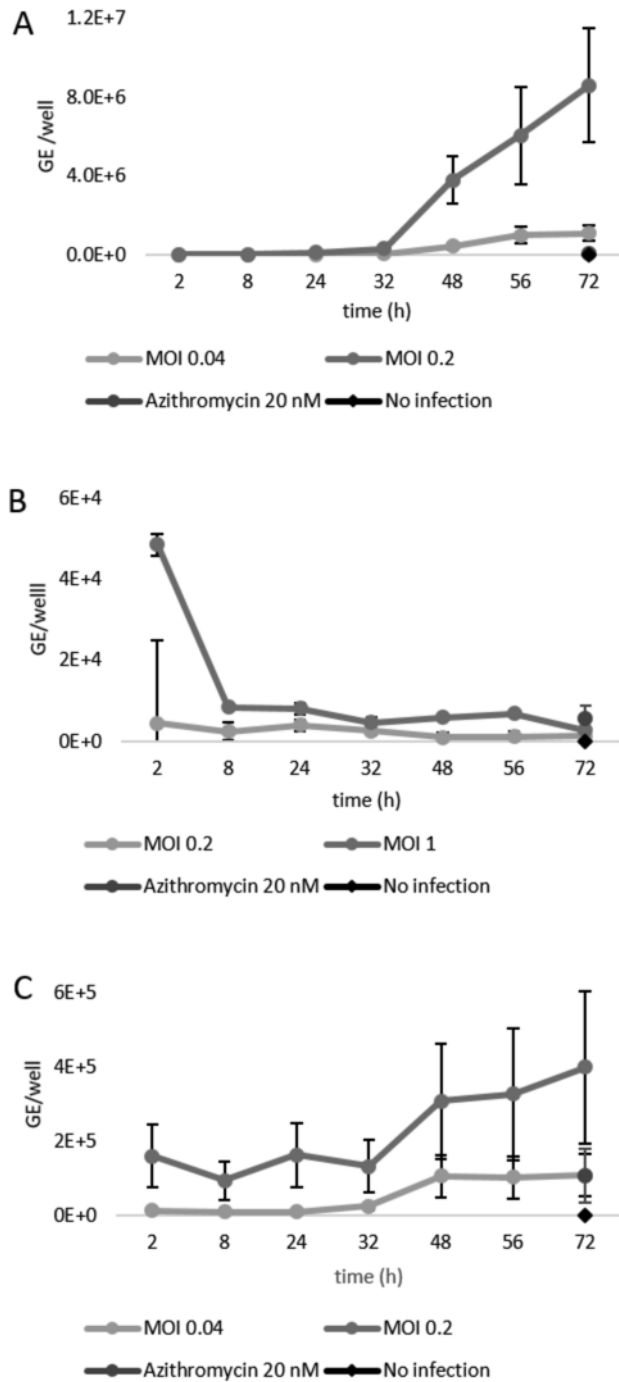 A
1.2E+7
8.0E+6
4.0E+6
0.0E+0
GE /well
2 8 24 32 48 56 72
time (h)
MOI 0.04 MOI 0.2
Azithromycin 20 nM No infection
B
6E+4
4E+4
2E+4
0E+0
GE/welll
2 8 24 32 48 56 72
time (h)
MOI 0.2 MOI 1
Azithromycin 20 nM No infection
C
6E+5
4E+5
2E+5
0E+0
GE/well
2 8 24 32 48 56 72
time (h)
MOI 0.04 MOI 0.2
Azithromycin 20 nM No infection